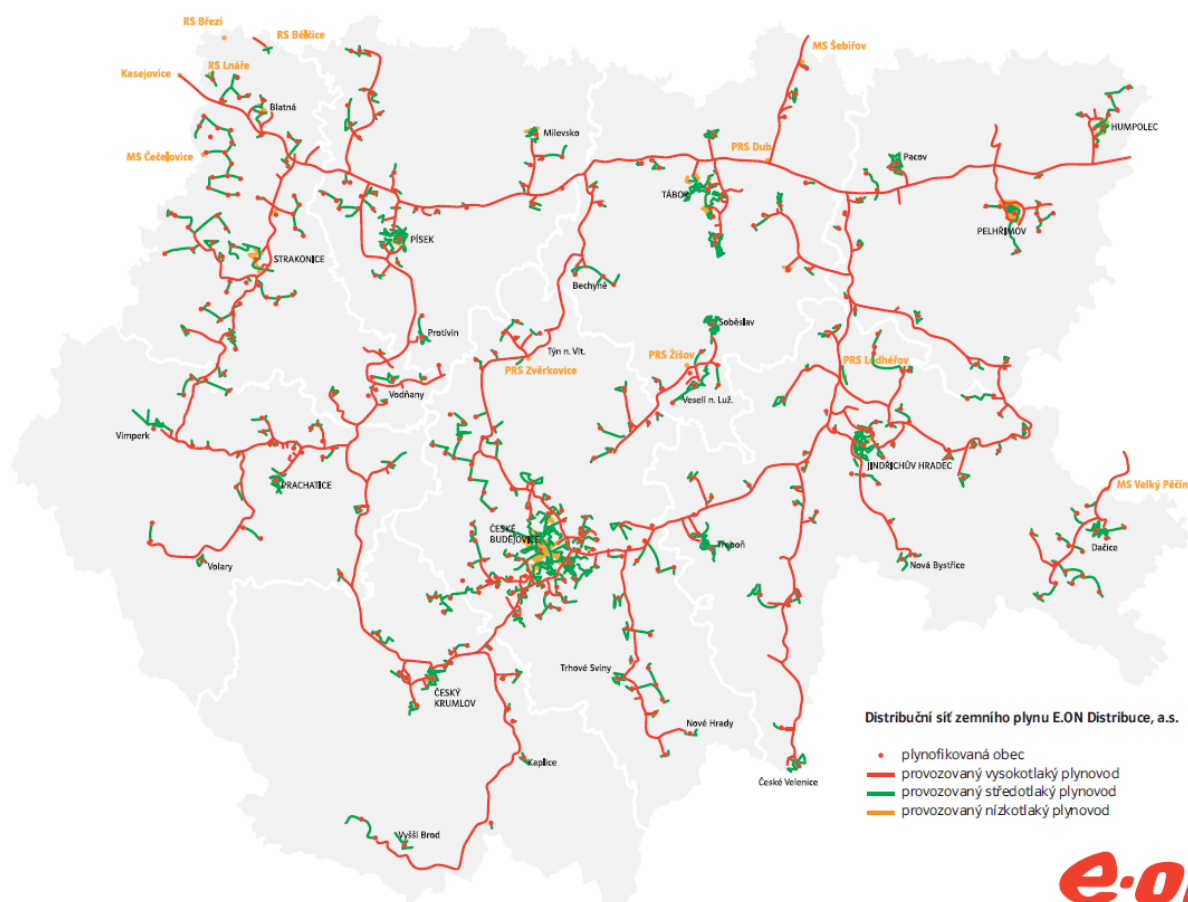 RS Březí
RS Bělčice
MS Šebířov
Kasejovice
RS Lnáře
Blatná
HUMPOLEC
Milevsko
MS Čečelovice
PRS Dub
Pacov
TÁBOR
PELHŘIMOV
PÍSEK
STRAKONICE
Bechyně
Soběslav
Protivín
Týn n. Vlt.
PRS Žišov
PRS Lodhéřov
PRS Zvěrkovice
Vodňany
Veselí n. Luž.
Vimperk
JINDŘICHŮV HRADEC
PRACHATICE
MS Velký Pěčín
ČESKÉ
BUDĚJOVICE
Třeboň
Dačice
Volary
Nová Bystřice
Trhové Sviny
ČESKÝ
KRUMLOV
Nové Hrady
Kaplice
České Velenice
Vyšší Brod
Distribuční síť zemního plynu E.ON Distribuce, a.s.
plynofikovaná obec
provozovaný vysokotlaký plynovod
provozovaný středotlaký plynovod
provozovaný nízkotlaký plynovod
e·on